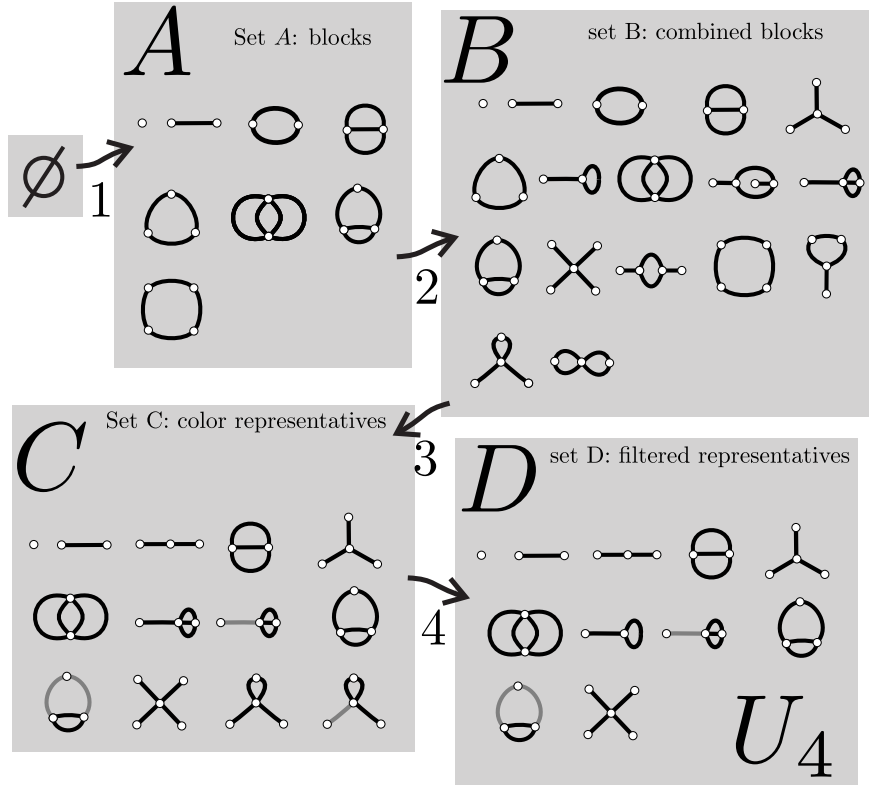 A
Set A: blocks
B
set B: combined blocks
∅
1
2
C
Set C: color representatives
3
D
set D: filtered representatives
4
U4